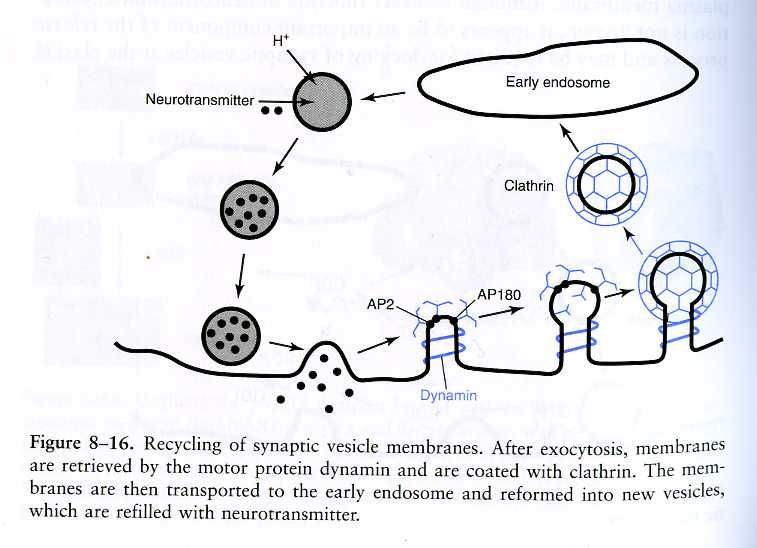 H⁺
Neurotransmitter
Early endosome
Clathrin
AP2
AP180
Dynamin
Figure 8–16. Recycling of synaptic vesicle membranes. After exocytosis, membranes
are retrieved by the motor protein dynamin and are coated with clathrin. The mem-
branes are then transported to the early endosome and reformed into new vesicles,
which are refilled with neurotransmitter.